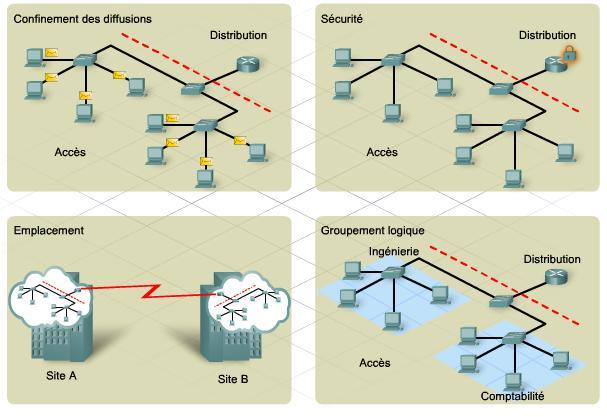 Confinement des diffusions
Distribution
Accès
Sécurité
Distribution
Accès
Emplacement
Site A
Site B
Groupement logique
Ingénierie
Distribution
Accès
Comptabilité